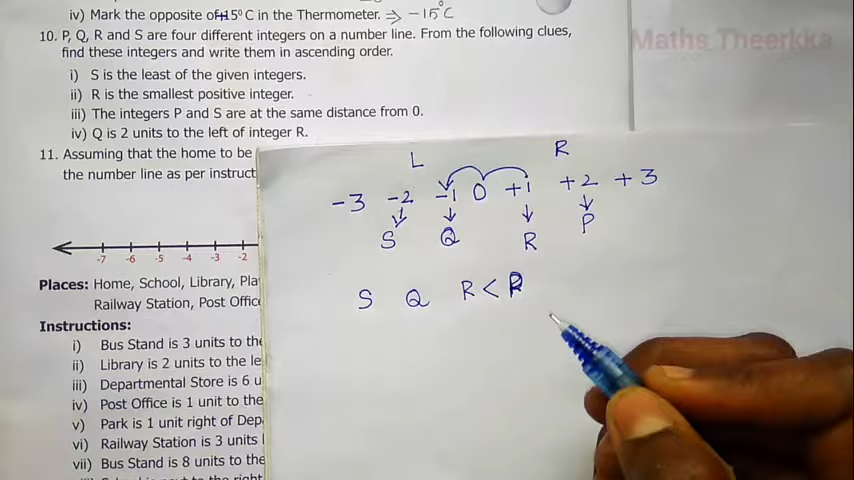 iv) Mark the opposite of +15°C in the Thermometer. ⇒ -15°C
10. P, Q, R and S are four different integers on a number line. From the following clues,
find these integers and write them in ascending order.
i) S is the least of the given integers.
ii) R is the smallest positive integer.
iii) The integers P and S are at the same distance from 0.
iv) Q is 2 units to the left of integer R.
11. Assuming that the home to be
the number line as per instruct
-7 -6 -5 -4 -3 -2
Places: Home, School, Library, Pla
Railway Station, Post Office
Instructions:
i) Bus Stand is 3 units to the
ii) Library is 2 units to the le
iii) Departmental Store is 6 u
iv) Post Office is 1 unit to the
v) Park is 1 unit right of Dep
vi) Railway Station is 3 units
vii) Bus Stand is 8 units to the
Maths Theerkka
L R
-3 -2 -1 0 +1 +2 +3
S Q R P
S Q R <